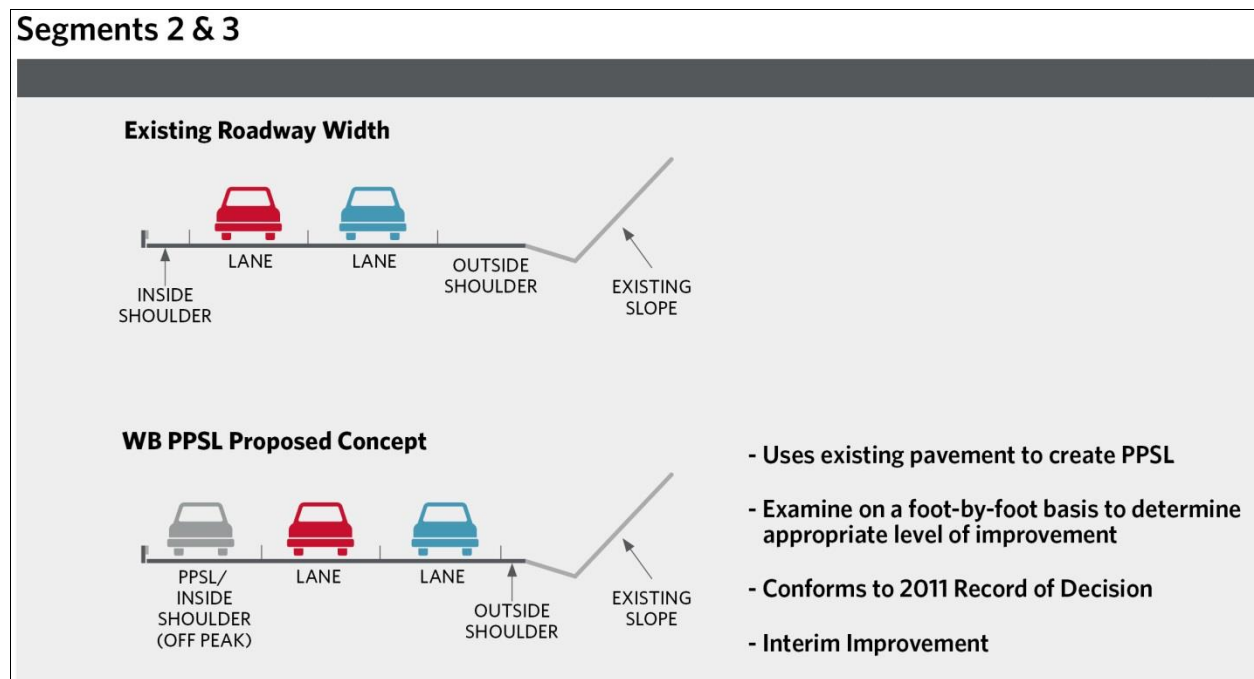 Segments 2 & 3
Existing Roadway Width
LANE
LANE
INSIDE
SHOULDER
OUTSIDE
SHOULDER
EXISTING
SLOPE
WB PPSL Proposed Concept
PPSL/
INSIDE
SHOULDER
(OFF PEAK)
LANE
LANE
OUTSIDE
SHOULDER
EXISTING
SLOPE
- Uses existing pavement to create PPSL
- Examine on a foot-by-foot basis to determine
appropriate level of improvement
- Conforms to 2011 Record of Decision
- Interim Improvement